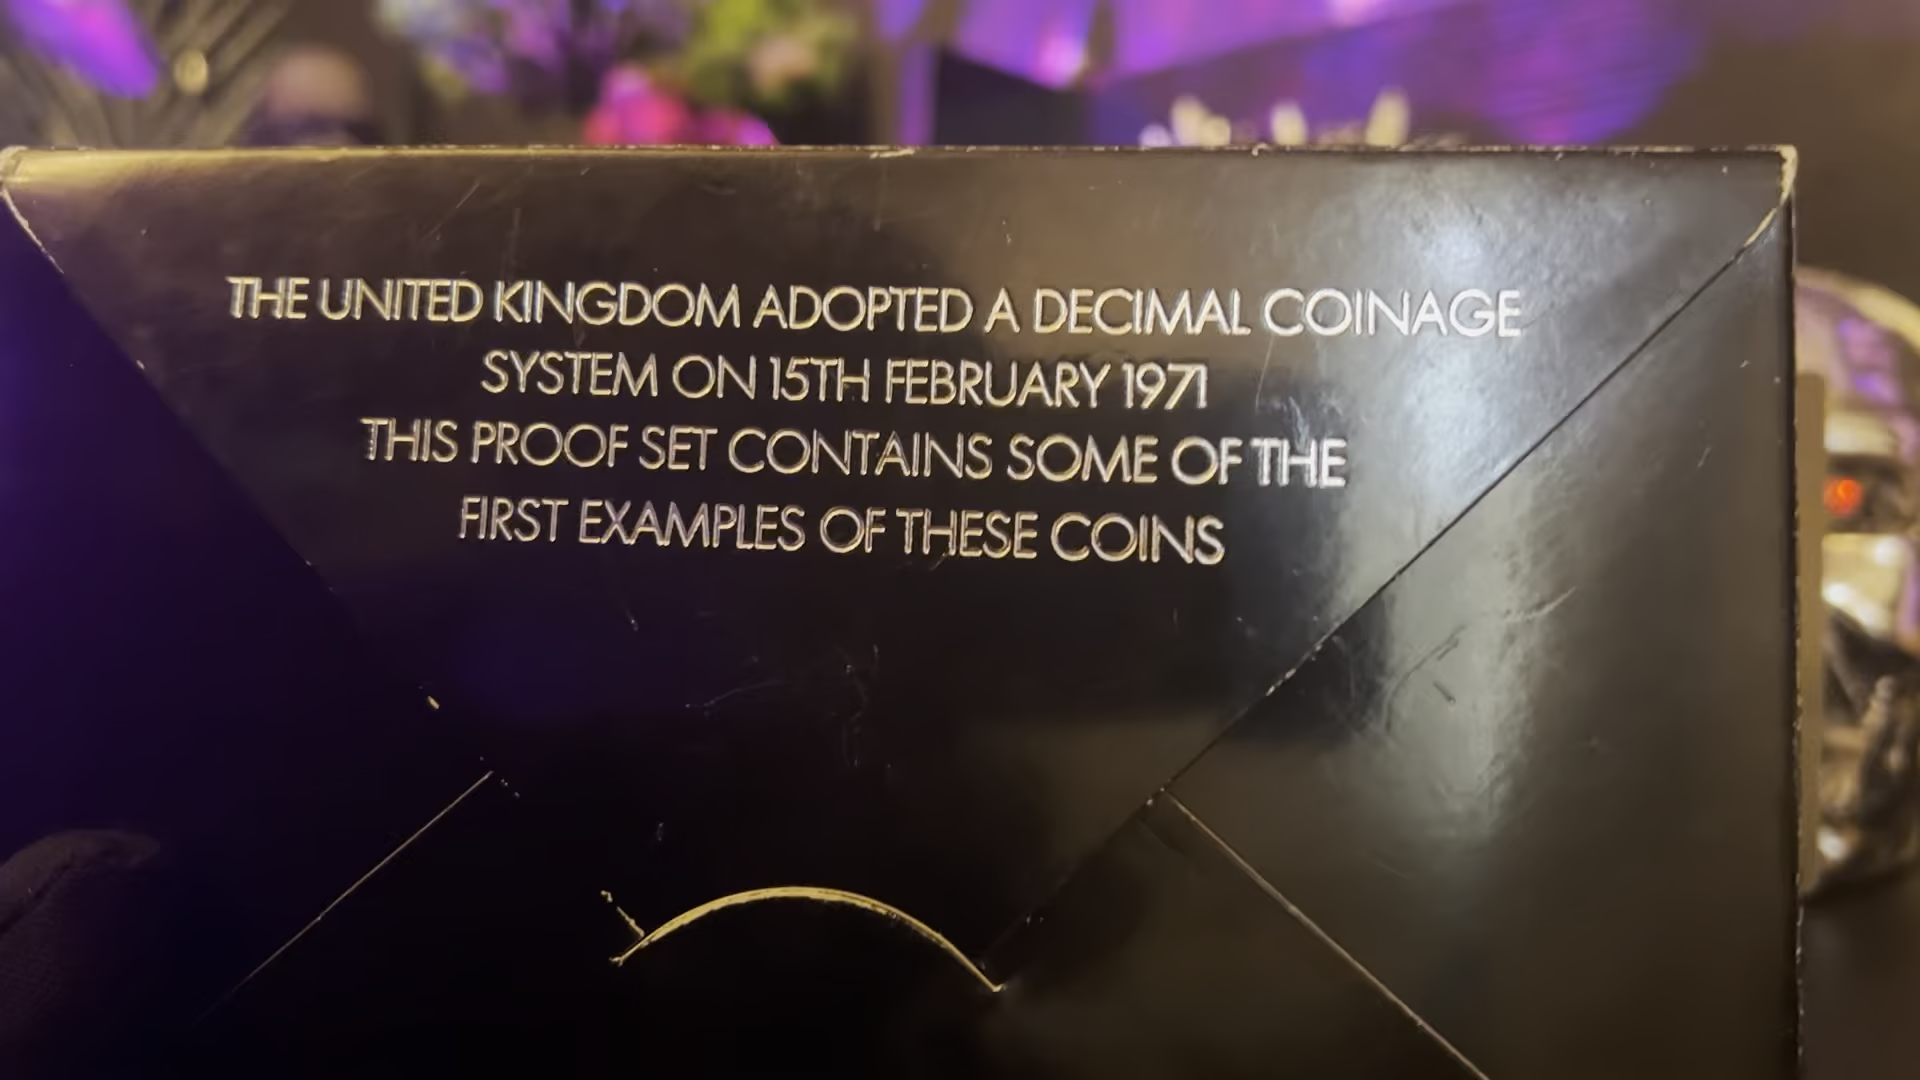 THE UNITED KINGDOM ADOPTED A DECIMAL COINAGE
SYSTEM ON 15TH FEBRUARY 1971
THIS PROOF SET CONTAINS SOME OF THE
FIRST EXAMPLES OF THESE COINS